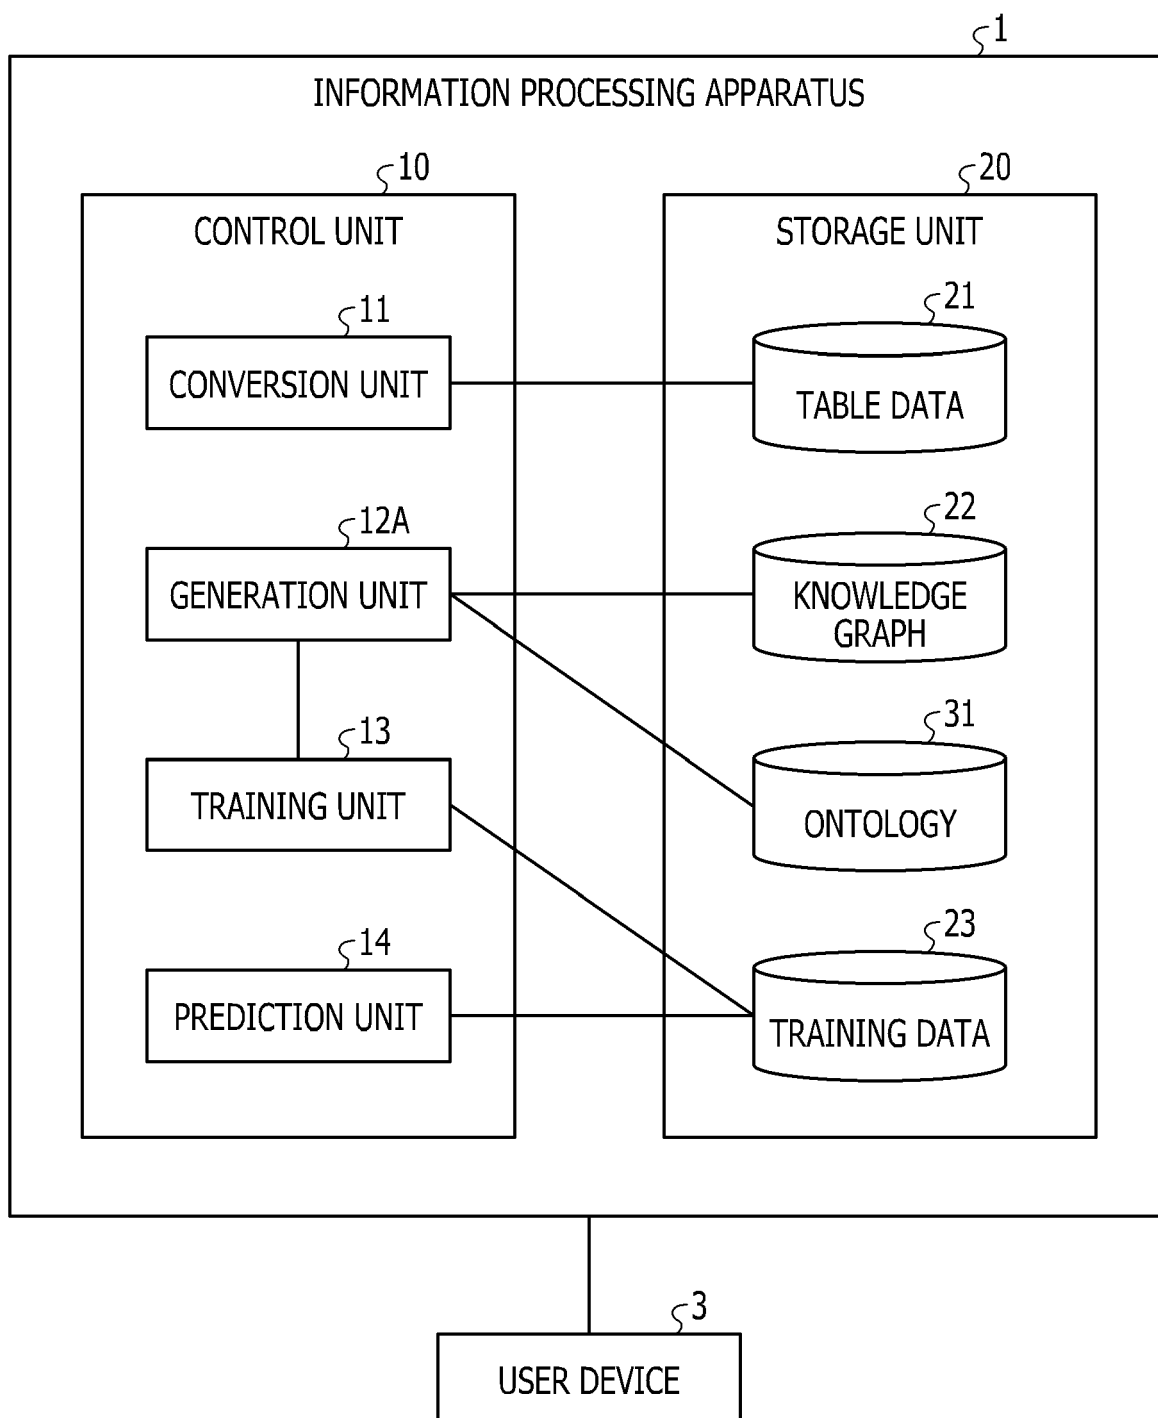 1
INFORMATION PROCESSING APPARATUS
10
CONTROL UNIT
11
CONVERSION UNIT
12A
GENERATION UNIT
13
TRAINING UNIT
14
PREDICTION UNIT
20
STORAGE UNIT
21
TABLE DATA
22
KNOWLEDGE
GRAPH
31
ONTOLOGY
23
TRAINING DATA
3
USER DEVICE